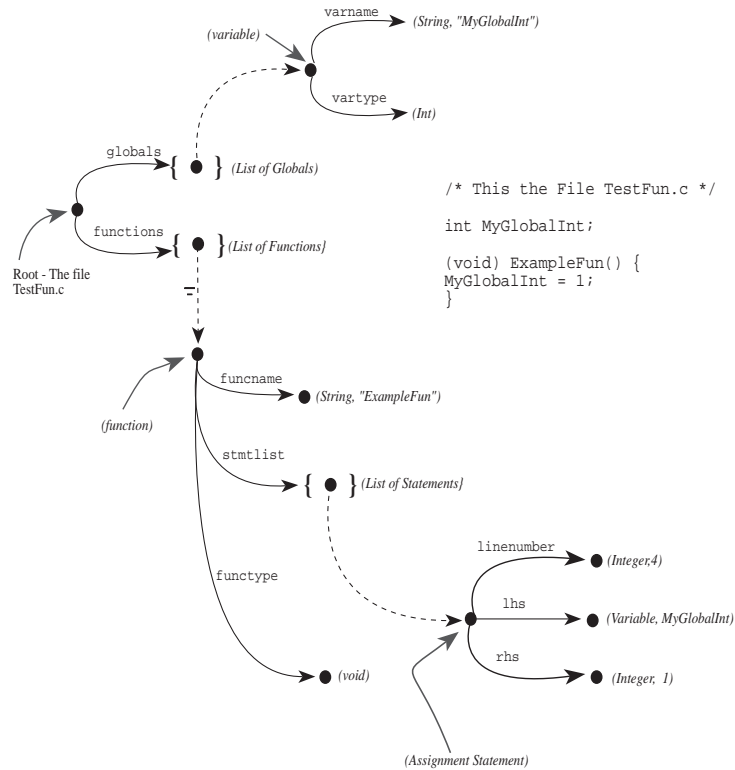 varname
(String, "MyGlobalInt")
(variable)
vartype
(Int)
globals
{ } (List of Globals)
/* This the File TestFun.c */
int MyGlobalInt;
(void) ExampleFun() {
MyGlobalInt = 1;
}
functions
{ } (List of Functions}
Root - The file
TestFun.c
funcname
(String, "ExampleFun")
(function)
stmtlist
{ } (List of Statements}
linenumber
(Integer,4)
functype
lhs
(Variable, MyGlobalInt)
rhs
(Integer, 1)
(void)
(Assignment Statement)